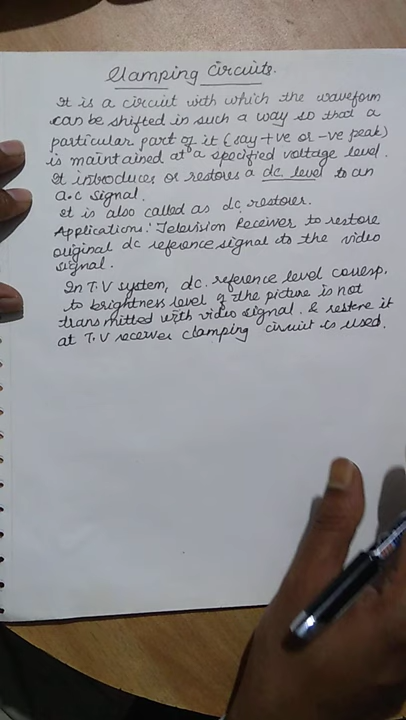 Clamping Circuits.
It is a circuit with which the waveform
can be shifted in such a way so that a
particular part of it (say +ve or -ve peak)
is maintained at a specified voltage level.
It introduces or restores a dc level to an
a.c signal.
It is also called as dc restorer.
Applications: Television Receiver to restore
original dc reference signal to the video
signal.
In T.V system, dc reference level corresp.
to brightness level of the picture is not
transmitted with video signal. & restore it
at T.V receiver clamping circuit is used.